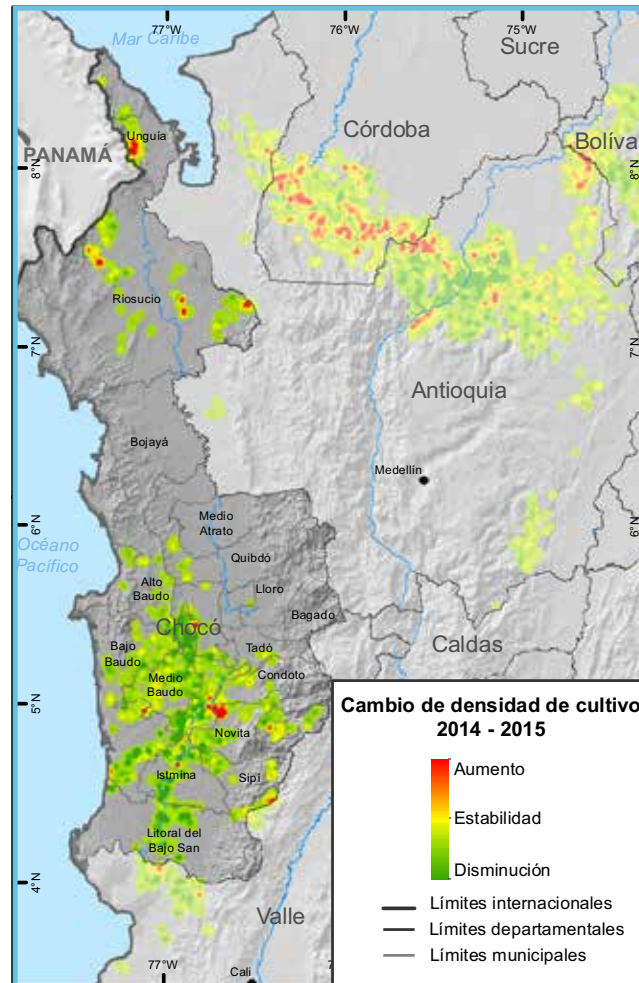 77°W
76°W
75°W
Mar Caribe
Sucre
Córdoba
Unguía
PANAMÁ
Bolíva
8°N
8°N
Riosucio
7°N
7°N
Antioquia
Bojayá
Medellín
Medio
Atrato
6°N
6°N
Océano
Pacífico
Quibdó
Alto
Baudo
Lloro
Bagado
Chocó
Caldas
Bajo
Baudo
Tadó
Medio
Baudo
Condoto
5°N
Novita
Istmina
Sipí
Litoral del
Bajo San
4°N
Valle
77°W
Cali
Cambio de densidad de cultivo
2014 - 2015
Aumento
Estabilidad
Disminución
Límites internacionales
Límites departamentales
Límites municipales